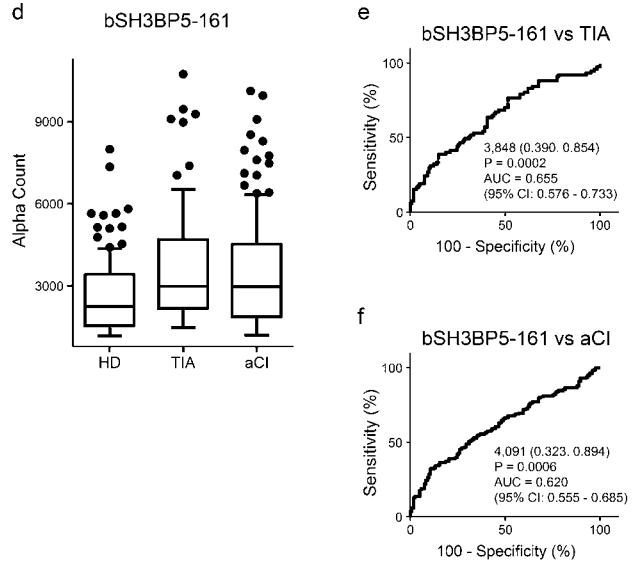 d
bSH3BP5-161
Alpha Count
9000
6000
3000
HD TIA aCI
e
bSH3BP5-161 vs TIA
Sensitivity (%)
100
50
0
3,848 (0.390. 0.854)
P = 0.0002
AUC = 0.655
(95% CI: 0.576 - 0.733)
0 50 100
100 - Specificity (%)
f
bSH3BP5-161 vs aCI
Sensitivity (%)
100
50
0
4,091 (0.323. 0.894)
P = 0.0006
AUC = 0.620
(95% CI: 0.555 - 0.685)
0 50 100
100 - Specificity (%)